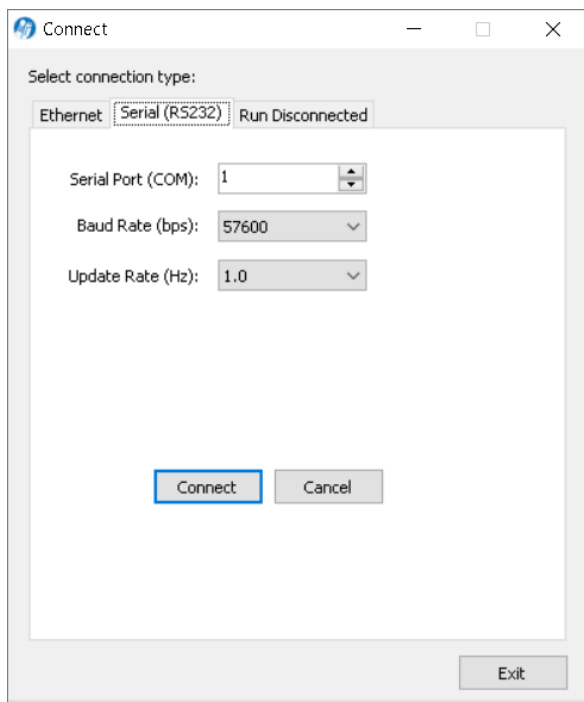 Connect
Select connection type:
Ethernet Serial (RS232) Run Disconnected
Serial Port (COM): 1
Baud Rate (bps): 57600
Update Rate (Hz): 1.0
Connect Cancel
Exit